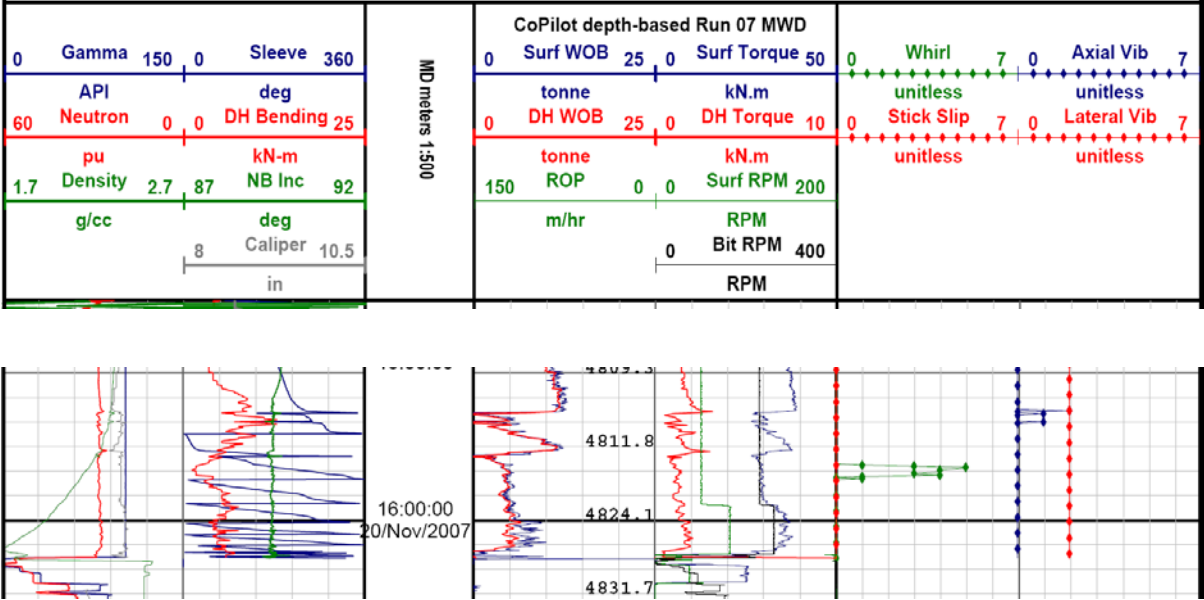 CoPilot depth-based Run 07 MWD
0 Gamma 150 0 Sleeve 360
API deg
60 Neutron 0 0 DH Bending 25
pu kN-m
1.7 Density 2.7 87 NB Inc 92
g/cc deg
8 Caliper 10.5
in
MD meters 1:500
0 Surf WOB 25 0 Surf Torque 50
tonne kN.m
0 DH WOB 25 0 DH Torque 10
tonne kN.m
150 ROP 0 0 Surf RPM 200
m/hr RPM
0 Bit RPM 400
RPM
0 Whirl 7 0 Axial Vib 7
unitless unitless
0 Stick Slip 7 0 Lateral Vib 7
unitless unitless
4811.8
16:00:00
4824.1
20/Nov/2007
4831.7